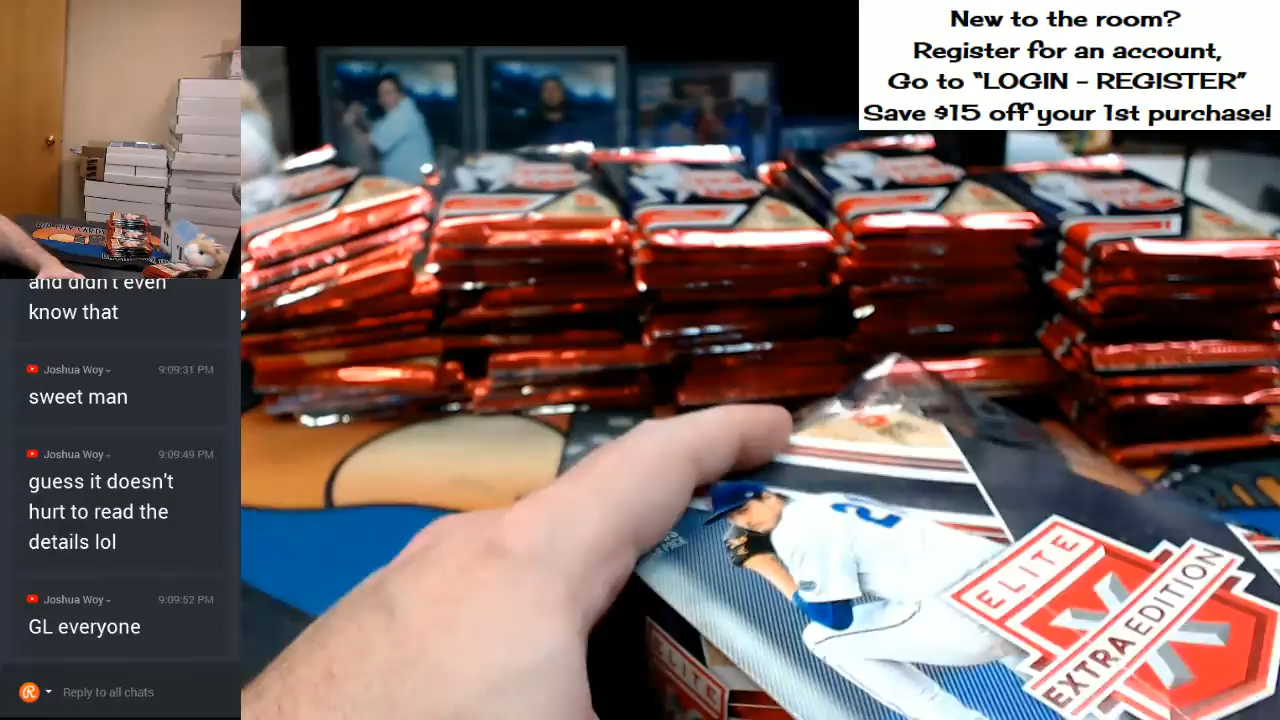 New to the room?
Register for an account,
Go to “LOGIN - REGISTER”
Save $15 off your 1st purchase!
and didn't even
know that
Joshua Woy
9:09:31 PM
sweet man
Joshua Woy
9:09:49 PM
guess it doesn't
hurt to read the
details lol
Joshua Woy
9:09:52 PM
GL everyone
Reply to all chats
ELITE
EXTRA EDITION
ELITE